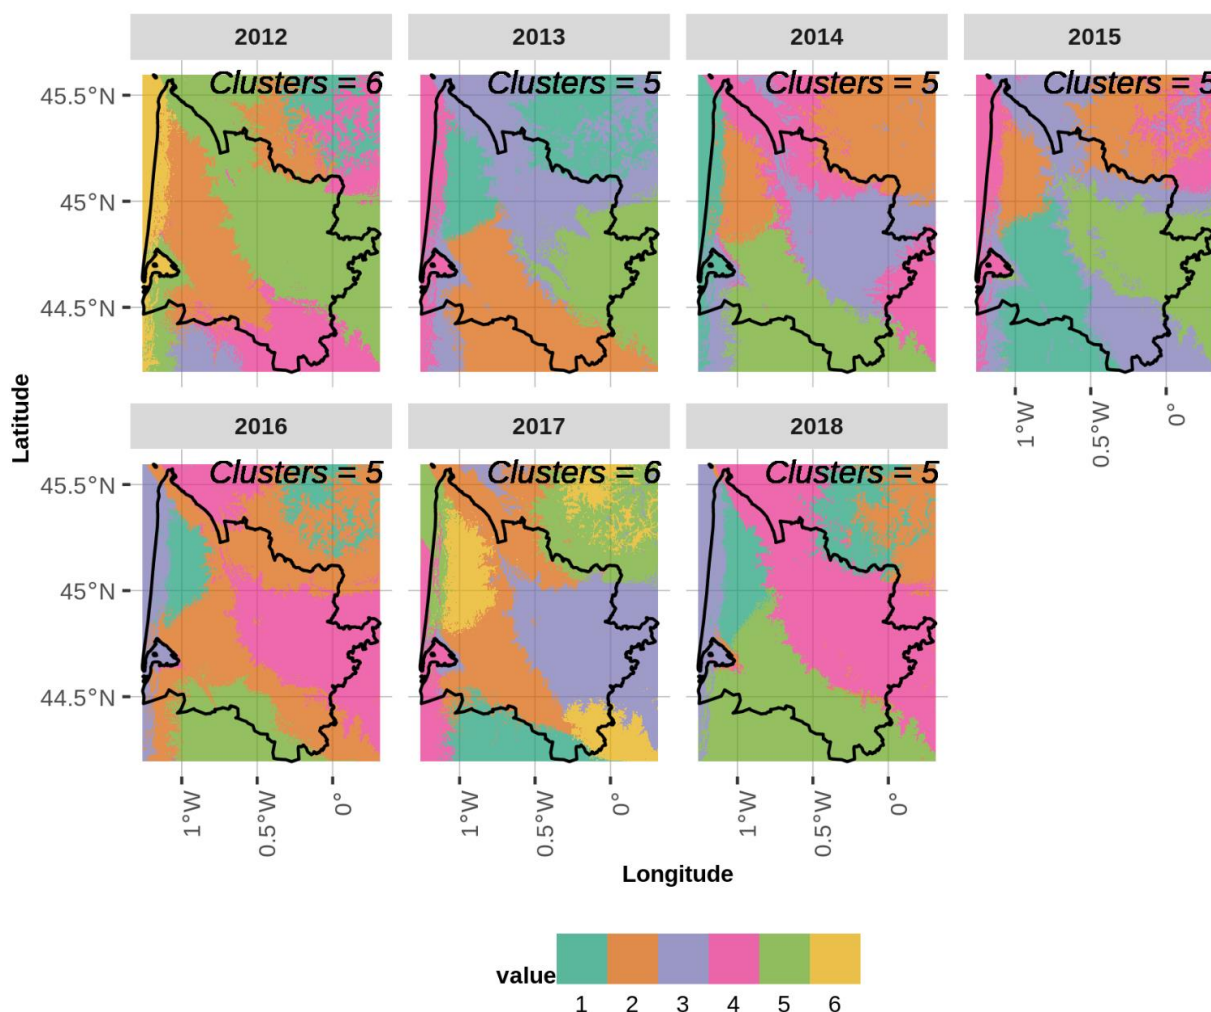 2012
2013
2014
2015
Clusters = 6
Clusters = 5
Clusters = 5
Clusters = 5
45.5°N
45°N
44.5°N
1°W
0.5°W
0°
Latitude
2016
2017
2018
Clusters = 5
Clusters = 6
Clusters = 5
45.5°N
45°N
44.5°N
1°W
0.5°W
0°
1°W
0.5°W
0°
1°W
0.5°W
0°
Longitude
value
1 2 3 4 5 6